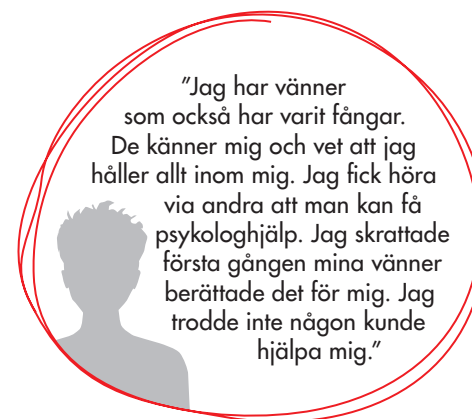 ”Jag har vänner
som också har varit fångar.
De känner mig och vet att jag
håller allt inom mig. Jag fick höra
via andra att man kan få
psykologhjälp. Jag skrattade
första gången mina vänner
berättade det för mig. Jag
trodde inte någon kunde
hjälpa mig.”